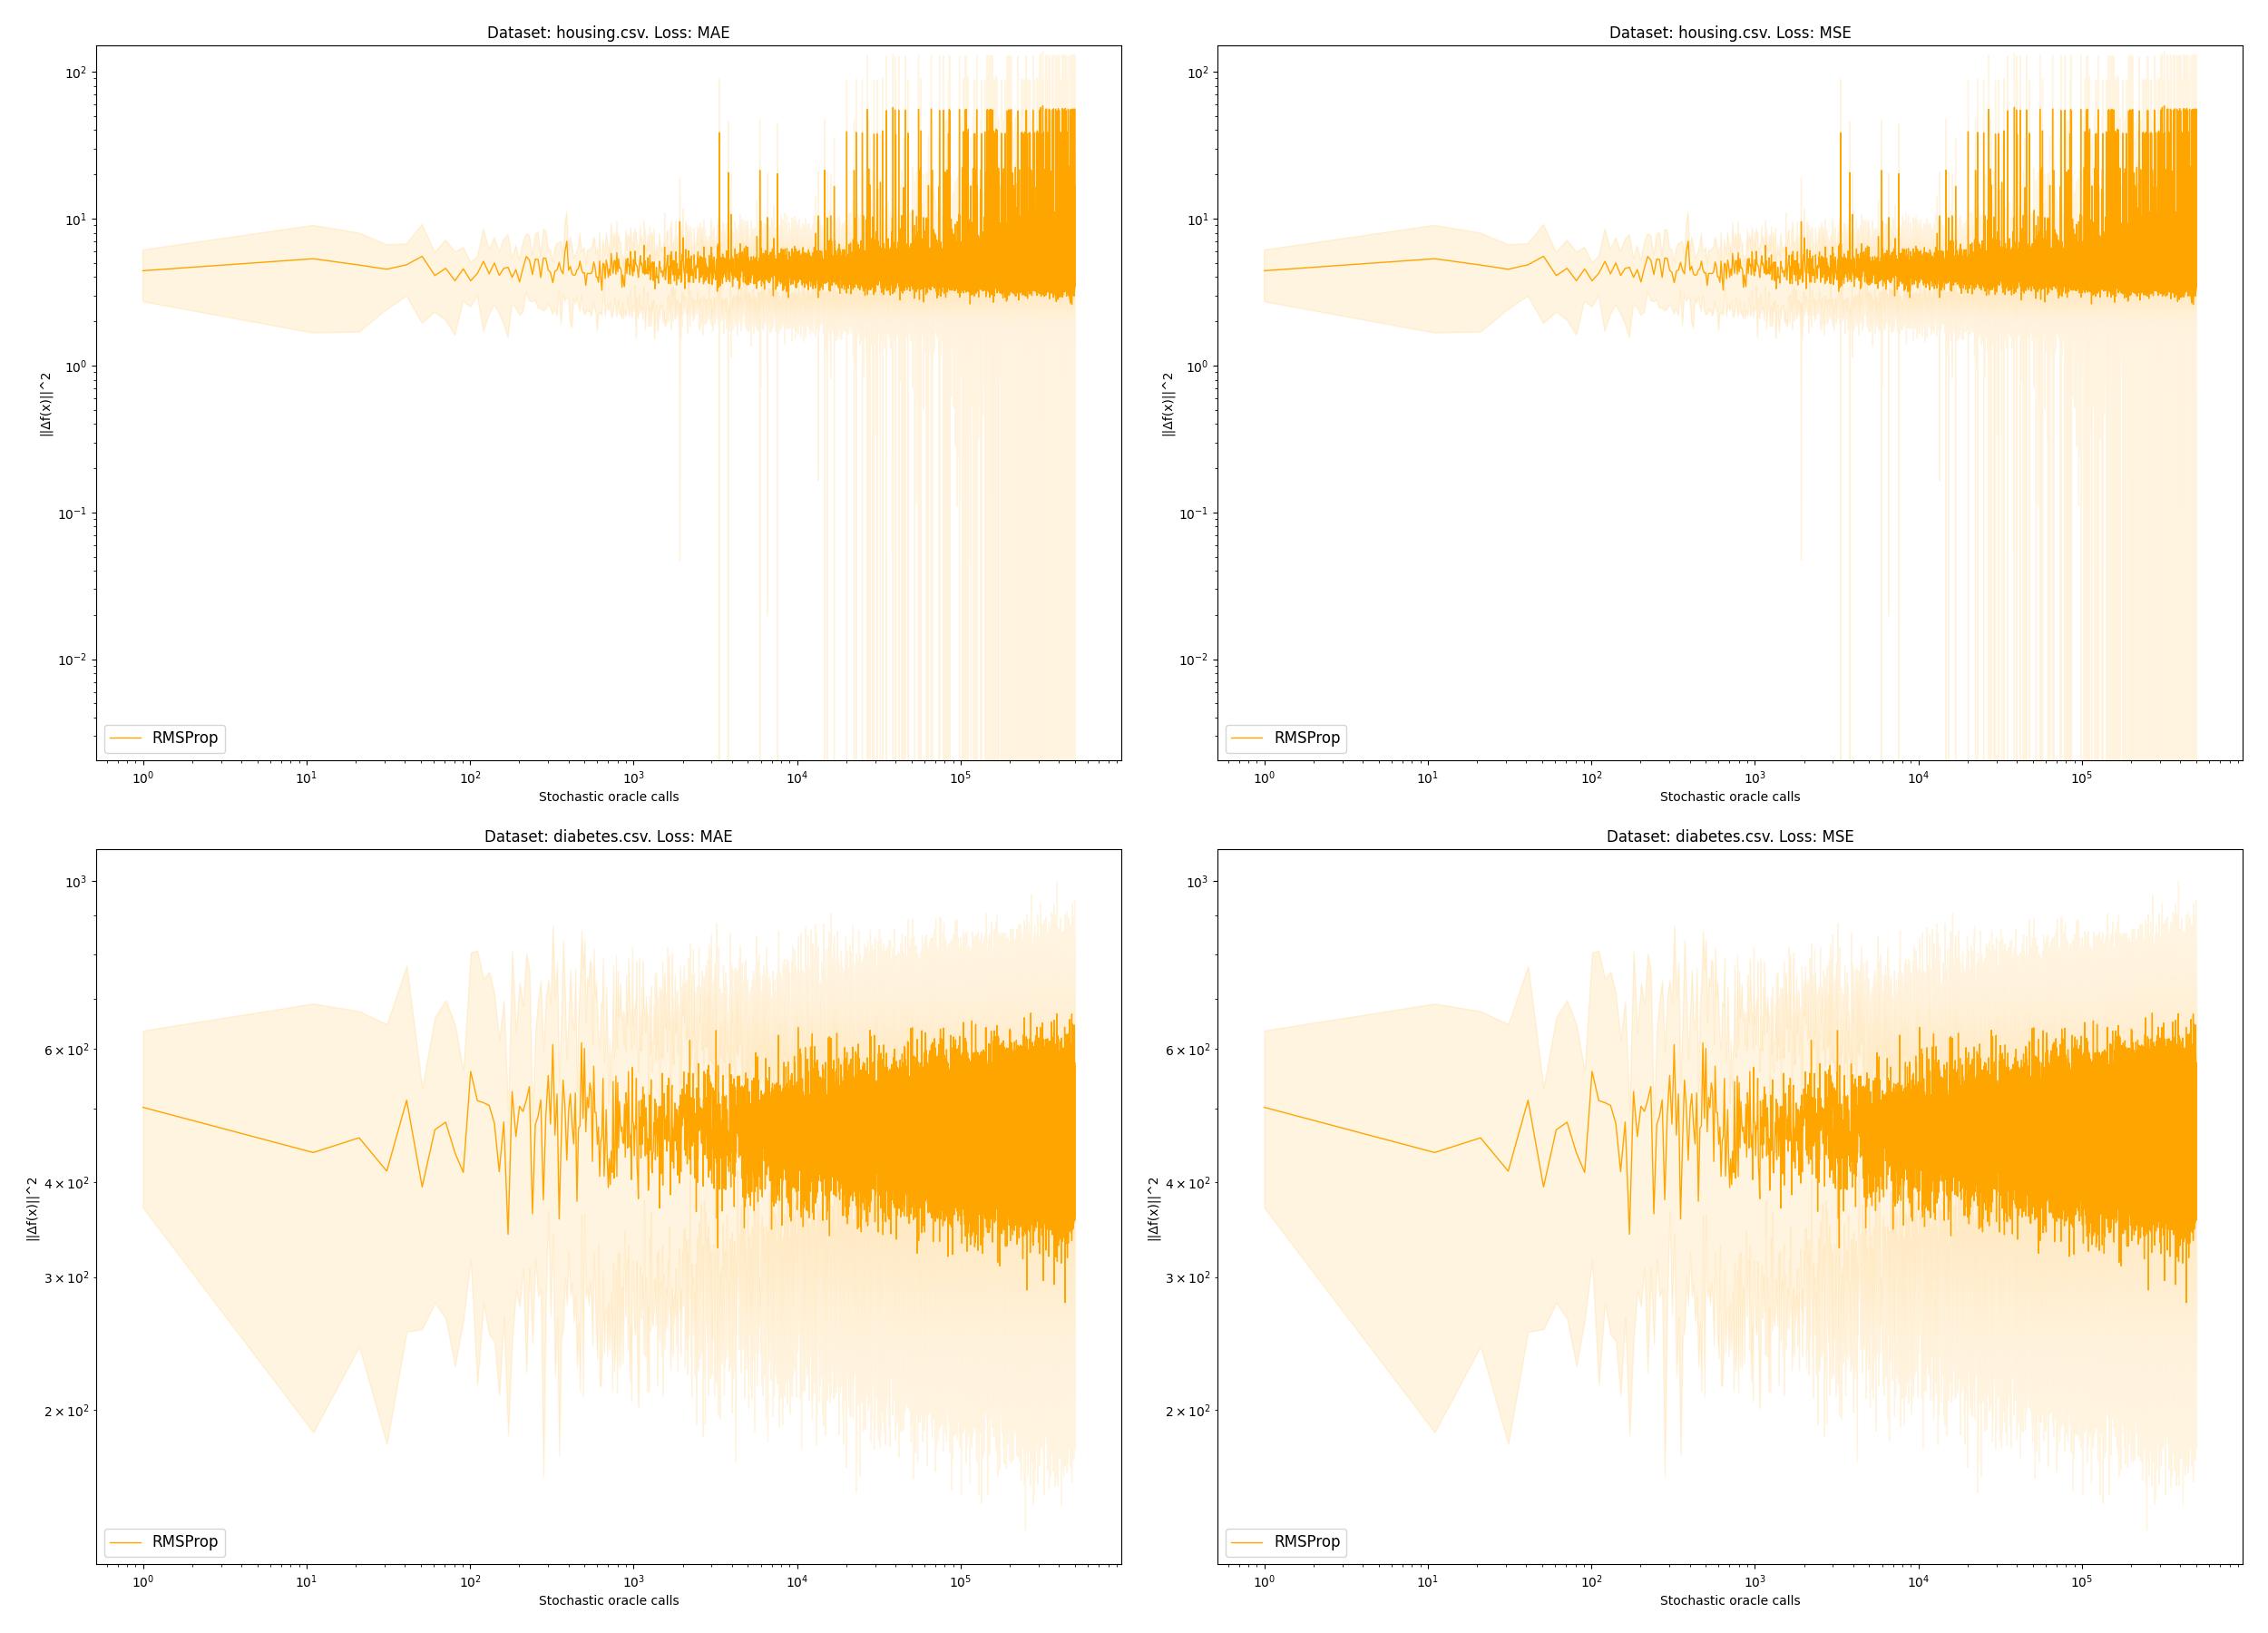 Dataset: housing.csv. Loss: MAE
10^2
10^1
10^0
10^-1
10^-2
||Δf(x)||^2
RMSProp
10^0 10^1 10^2 10^3 10^4 10^5
Stochastic oracle calls
Dataset: housing.csv. Loss: MSE
10^2
10^1
10^0
10^-1
10^-2
||Δf(x)||^2
RMSProp
10^0 10^1 10^2 10^3 10^4 10^5
Stochastic oracle calls
Dataset: diabetes.csv. Loss: MAE
10^3
6 × 10^2
4 × 10^2
3 × 10^2
2 × 10^2
||Δf(x)||^2
RMSProp
10^0 10^1 10^2 10^3 10^4 10^5
Stochastic oracle calls
Dataset: diabetes.csv. Loss: MSE
10^3
6 × 10^2
4 × 10^2
3 × 10^2
2 × 10^2
||Δf(x)||^2
RMSProp
10^0 10^1 10^2 10^3 10^4 10^5
Stochastic oracle calls